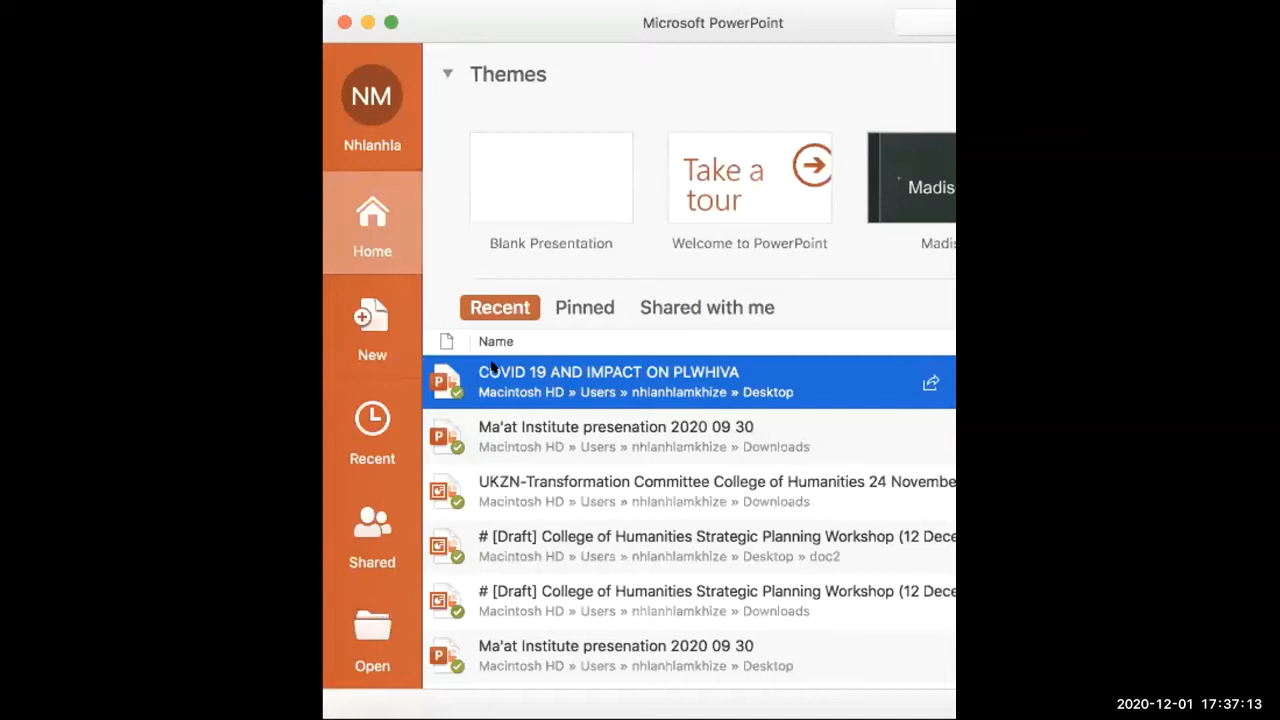 Microsoft PowerPoint
NM
Nhlanhla
Home
New
Recent
Shared
Open
Themes
Take a
tour
Madis
Blank Presentation
Welcome to PowerPoint
Madis
Recent Pinned Shared with me
Name
COVID 19 AND IMPACT ON PLWHIVA
Macintosh HD » Users » nhlanhlamkhize » Desktop
Ma'at Institute presenation 2020 09 30
Macintosh HD » Users » nhlanhlamkhize » Downloads
UKZN-Transformation Committee College of Humanities 24 Novembe
Macintosh HD » Users » nhlanhlamkhize » Downloads
# [Draft] College of Humanities Strategic Planning Workshop (12 Dece
Macintosh HD » Users » nhlanhlamkhize » Desktop » doc2
# [Draft] College of Humanities Strategic Planning Workshop (12 Dece
Macintosh HD » Users » nhlanhlamkhize » Downloads
Ma'at Institute presenation 2020 09 30
Macintosh HD » Users » nhlanhlamkhize » Desktop
2020-12-01 17:37:13